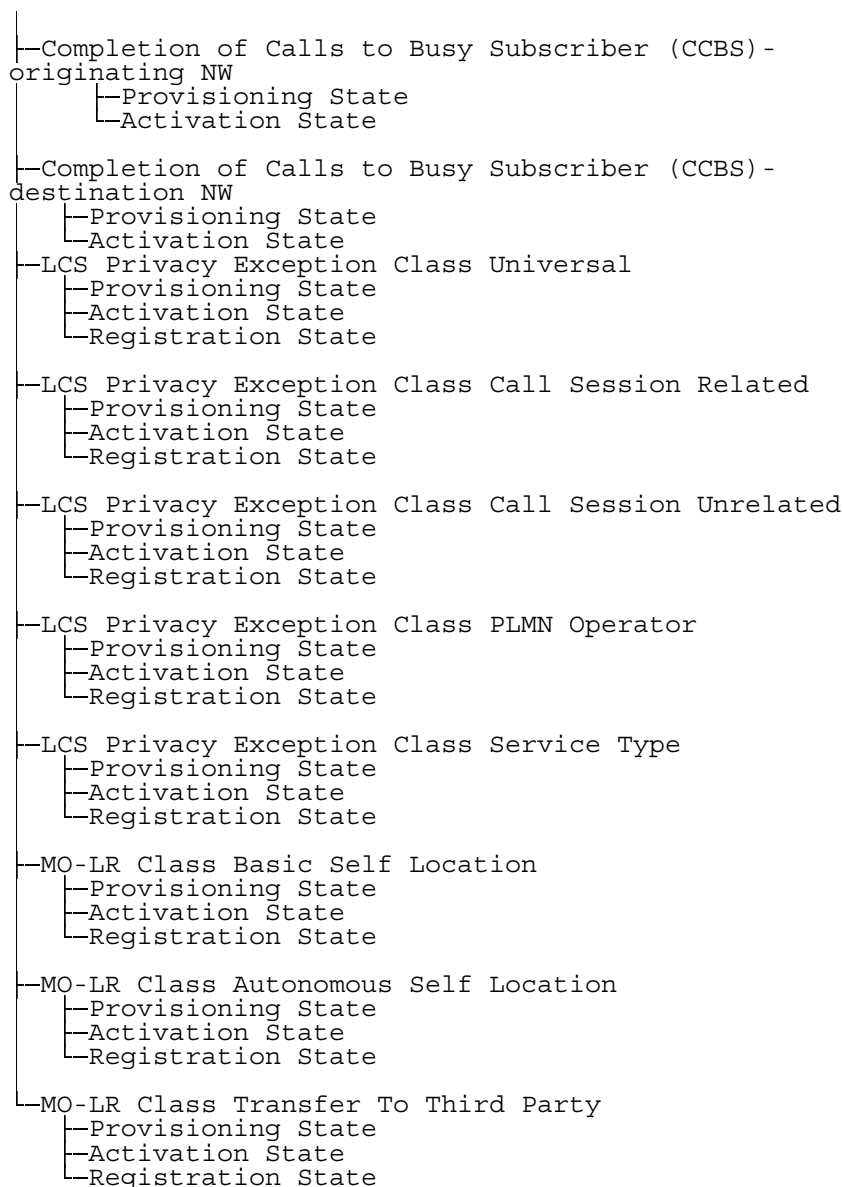 Completion of Calls to Busy Subscriber (CCBS)-
originating NW
Provisioning State
Activation State
Completion of Calls to Busy Subscriber (CCBS)-
destination NW
Provisioning State
Activation State
LCS Privacy Exception Class Universal
Provisioning State
Activation State
Registration State
LCS Privacy Exception Class Call Session Related
Provisioning State
Activation State
Registration State
LCS Privacy Exception Class Call Session Unrelated
Provisioning State
Activation State
Registration State
LCS Privacy Exception Class PLMN Operator
Provisioning State
Activation State
Registration State
LCS Privacy Exception Class Service Type
Provisioning State
Activation State
Registration State
MO-LR Class Basic Self Location
Provisioning State
Activation State
Registration State
MO-LR Class Autonomous Self Location
Provisioning State
Activation State
Registration State
MO-LR Class Transfer To Third Party
Provisioning State
Activation State
Registration State